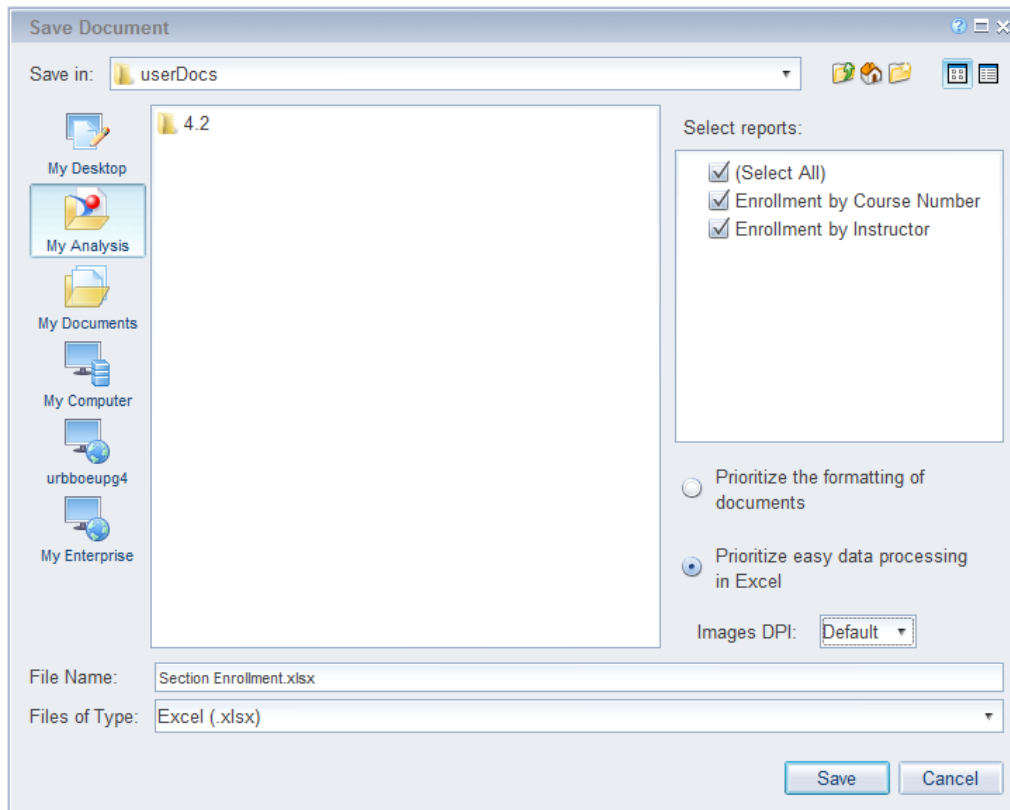 Save Document
Save in: userDocs
My Desktop
My Analysis
My Documents
My Computer
urbboeupg4
My Enterprise
4.2
Select reports:
(Select All)
Enrollment by Course Number
Enrollment by Instructor
Prioritize the formatting of
documents
Prioritize easy data processing
in Excel
Images DPI: Default
File Name: Section Enrollment.xlsx
Files of Type: Excel (.xlsx)
Save Cancel